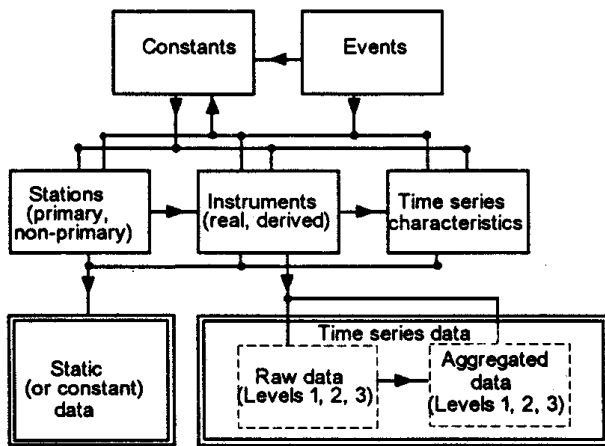 Constants
Events
Stations
(primary,
non-primary)
Instruments
(real, derived)
Time series
characteristics
Static
(or constant)
data
Time series data
Raw data
(Levels 1, 2, 3)
Aggregated
data
(Levels 1, 2, 3)